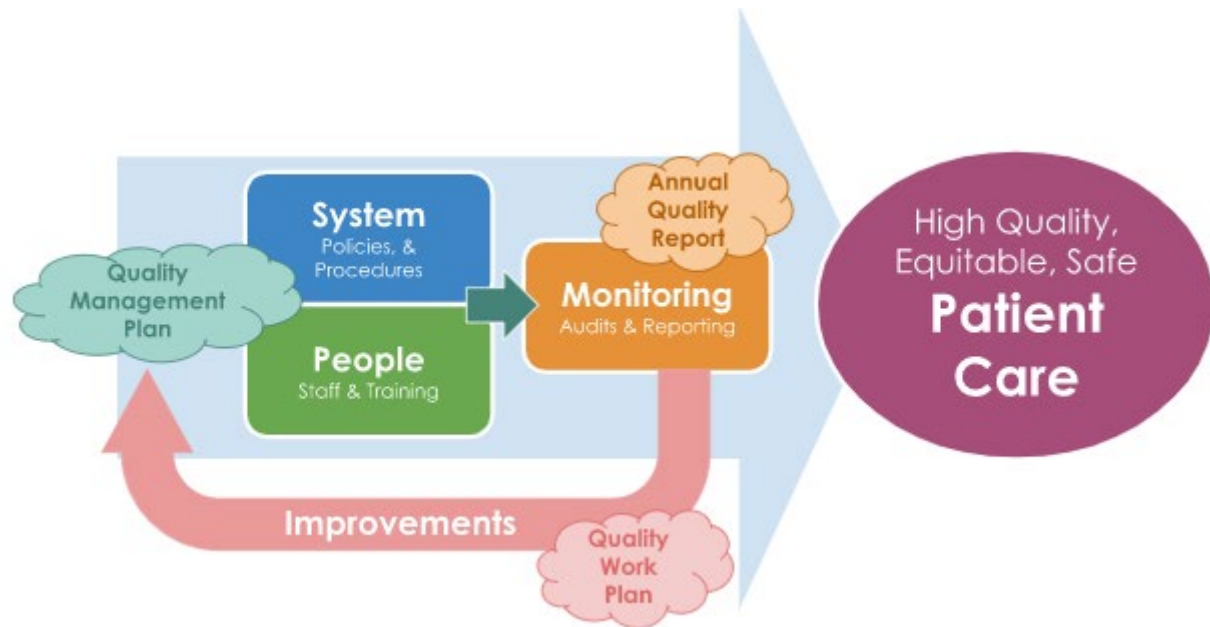 Quality
Management
Plan
System
Policies, &
Procedures
People
Staff & Training
Annual
Quality
Report
Monitoring
Audits & Reporting
Improvements
Quality
Work
Plan
High Quality,
Equitable, Safe
Patient
Care